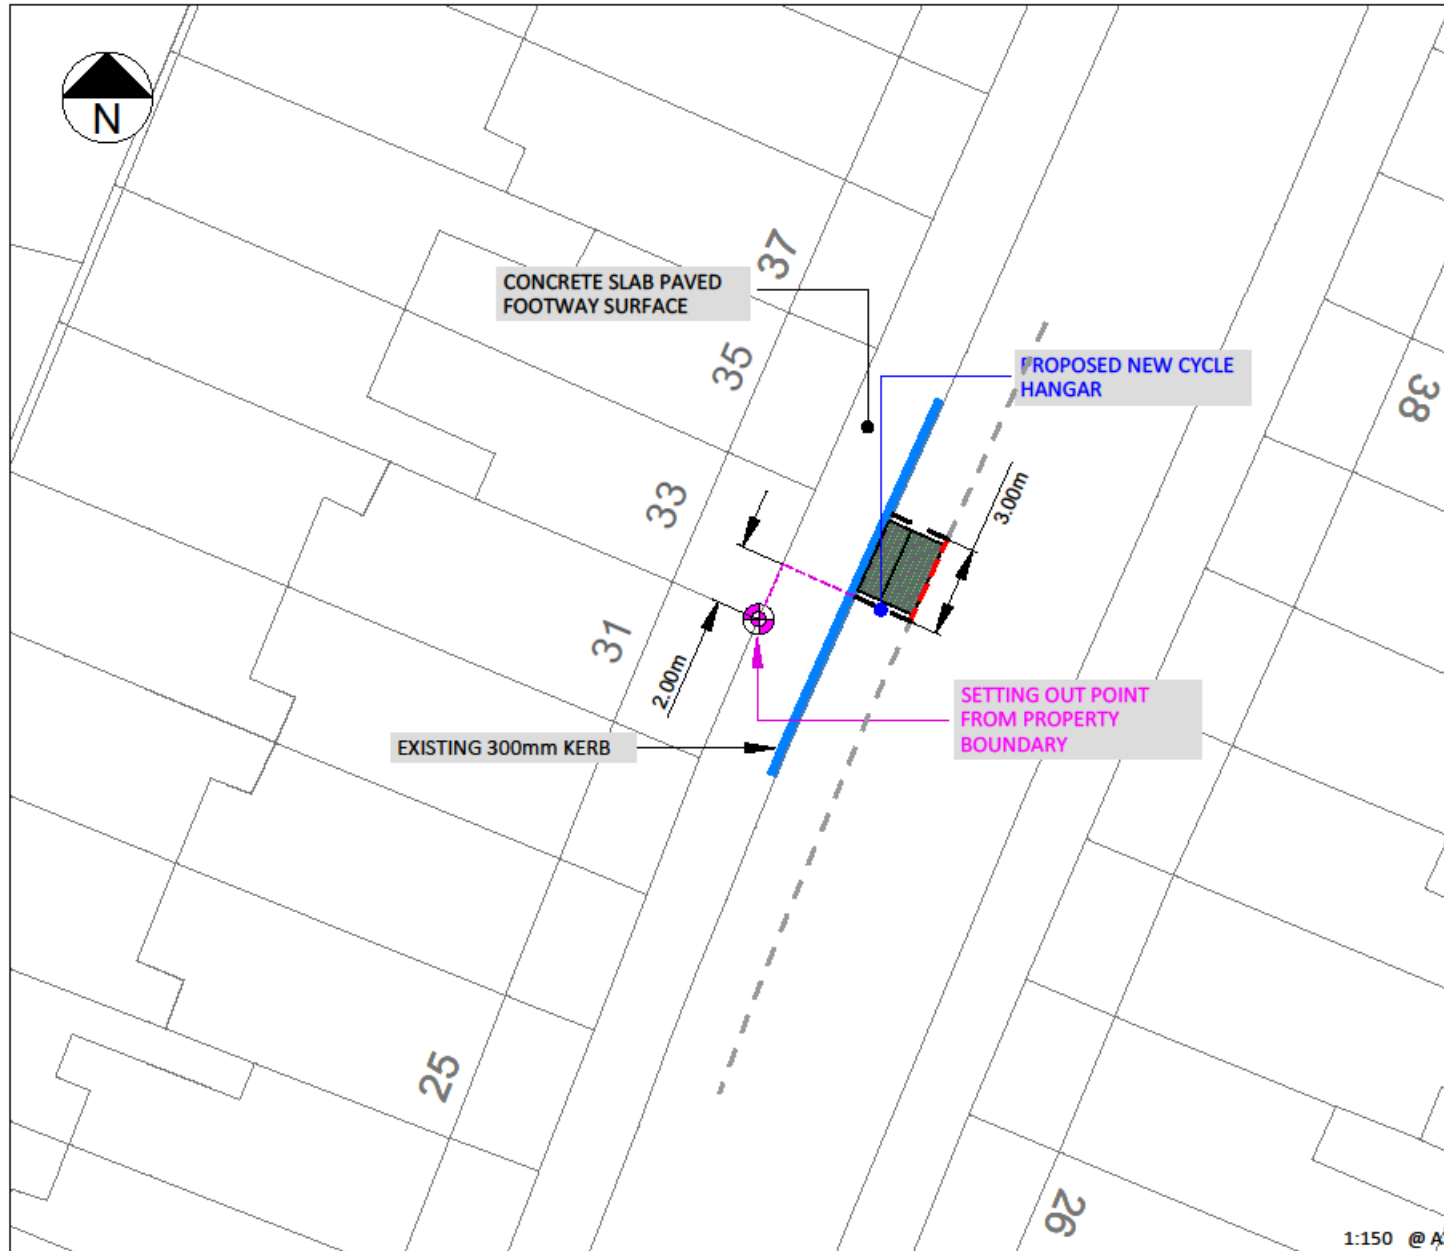 N
37
CONCRETE SLAB PAVED
FOOTWAY SURFACE
35
PROPOSED NEW CYCLE
HANGAR
38
33
3.00m
31
2.00m
SETTING OUT POINT
FROM PROPERTY
BOUNDARY
EXISTING 300mm KERB
25
26
1:150 @